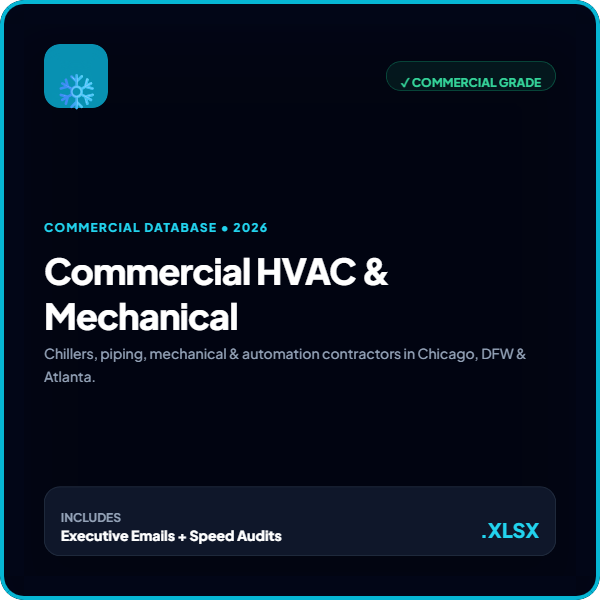 ✓ COMMERCIAL GRADE
COMMERCIAL DATABASE • 2026
Commercial HVAC &
Mechanical
Chillers, piping, mechanical & automation contractors in Chicago, DFW &
Atlanta.
INCLUDES
Executive Emails + Speed Audits
.XLSX